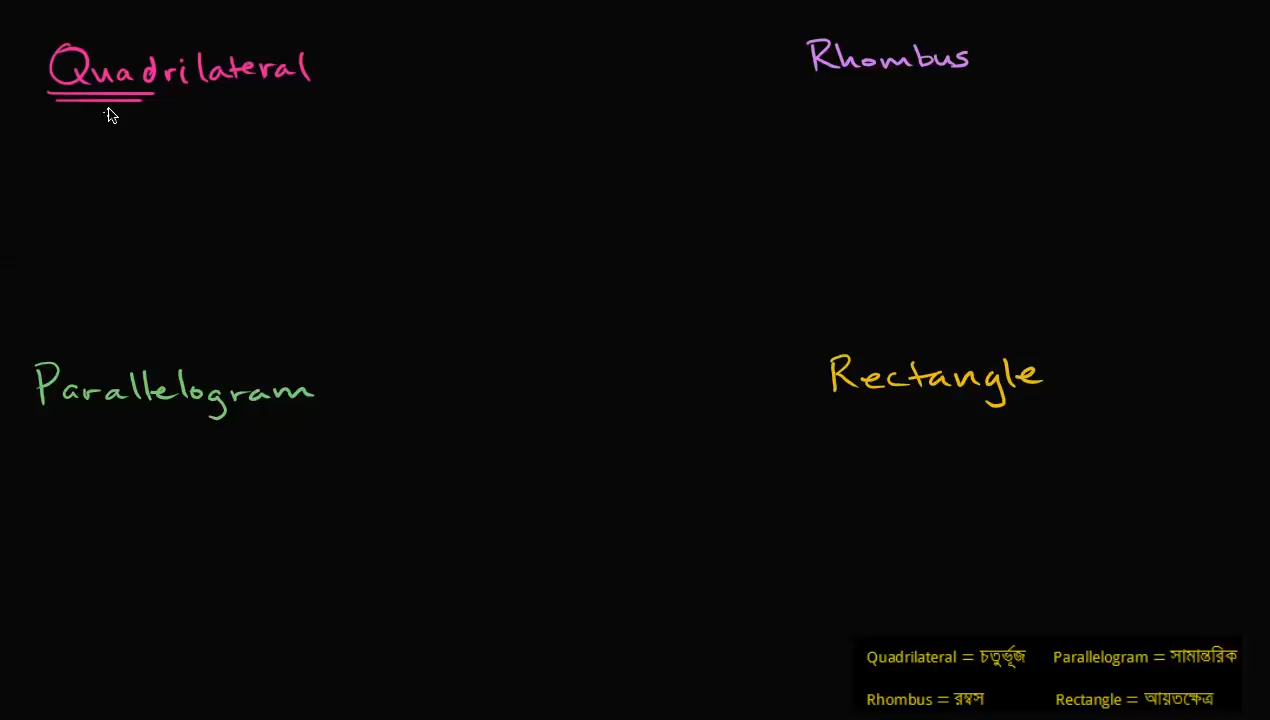 Quadrilateral
Rhombus
Parallelogram
Rectangle
Quadrilateral = চতুর্ভূজ Parallelogram = সামান্তরিক
Rhombus = রম্বস Rectangle = আয়তক্ষেত্র